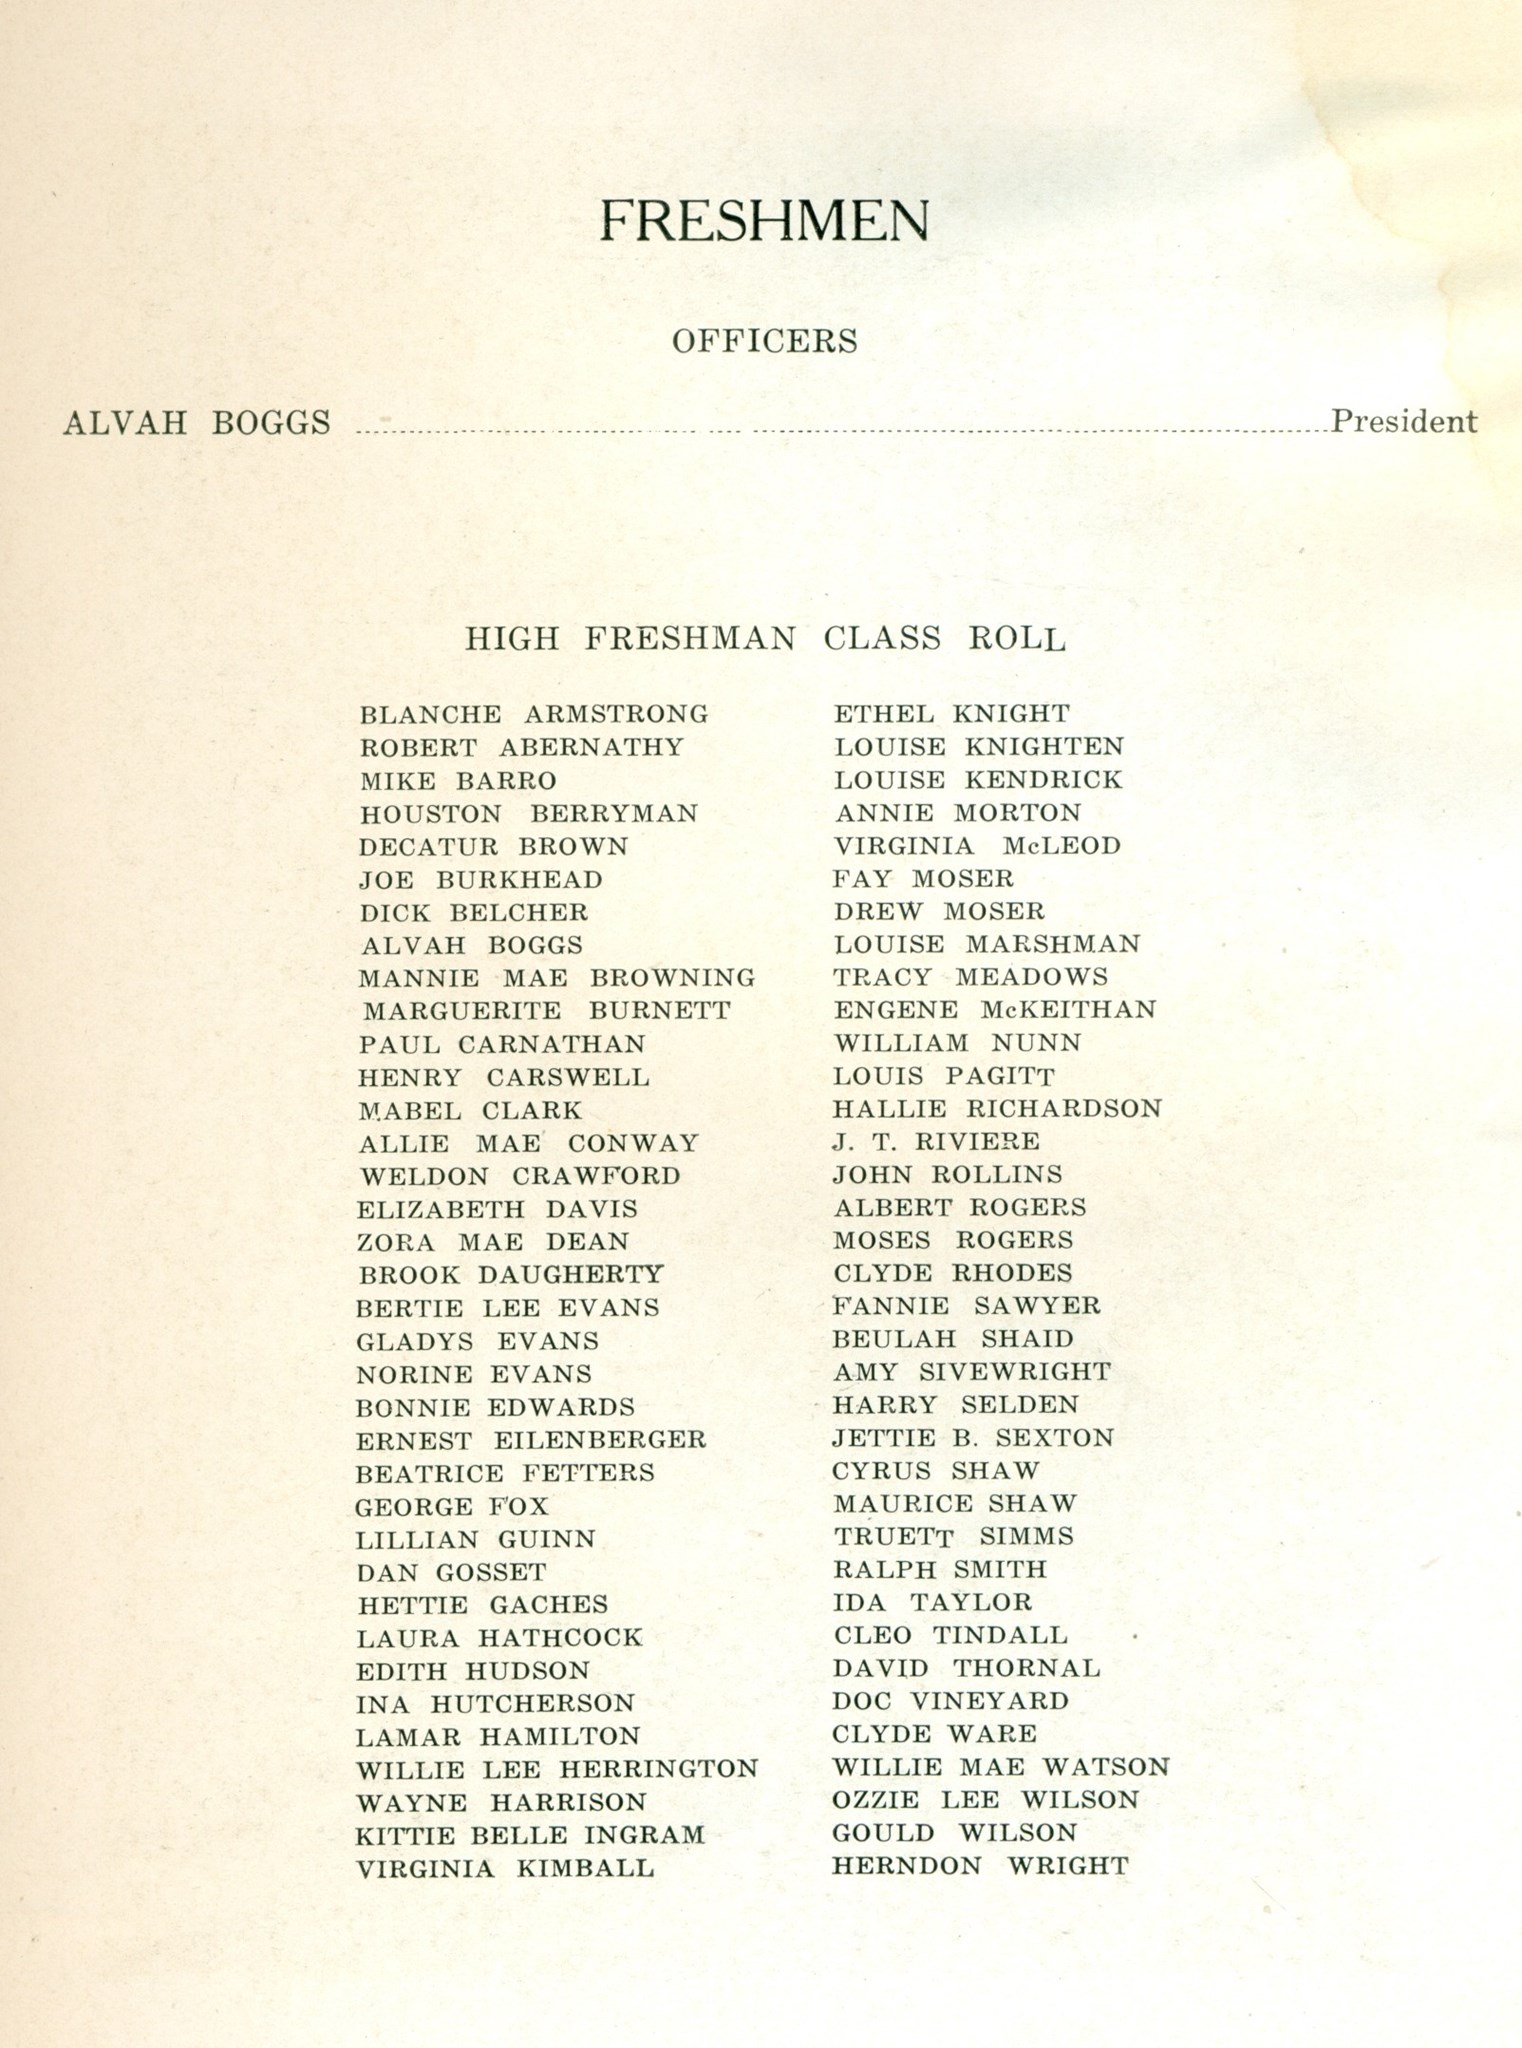 FRESHMEN
OFFICERS
ALVAH BOGGS ........................ President
HIGH FRESHMAN CLASS ROLL
BLANCHE ARMSTRONG
ROBERT ABERNATHY
MIKE BARRO
HOUSTON BERRYMAN
DECATUR BROWN
JOE BURKHEAD
DICK BELCHER
ALVAH BOGGS
MANNIE MAE BROWNING
MARGUERITE BURNETT
PAUL CARNATHAN
HENRY CARSWELL
MABEL CLARK
ALLIE MAE CONWAY
WELDON CRAWFORD
ELIZABETH DAVIS
ZORA MAE DEAN
BROOK DAUGHERTY
BERTIE LEE EVANS
GLADYS EVANS
NORINE EVANS
BONNIE EDWARDS
ERNEST EILENBERGER
BEATRICE FETTERS
GEORGE FOX
LILLIAN GUINN
DAN GOSSET
HETTIE GACHES
LAURA HATHCOCK
EDITH HUDSON
INA HUTCHERSON
LAMAR HAMILTON
WILLIE LEE HERRINGTON
WAYNE HARRISON
KITTIE BELLE INGRAM
VIRGINIA KIMBALL
ETHEL KNIGHT
LOUISE KNIGHTEN
LOUISE KENDRICK
ANNIE MORTON
VIRGINIA McLEOD
FAY MOSER
DREW MOSER
LOUISE MARSHMAN
TRACY MEADOWS
ENGENE McKEITHAN
WILLIAM NUNN
LOUIS PAGITT
HALLIE RICHARDSON
J. T. RIVIERE
JOHN ROLLINS
ALBERT ROGERS
MOSES ROGERS
CLYDE RHODES
FANNIE SAWYER
BEULAH SHAID
AMY SIVEWRIGHT
HARRY SELDEN
JETTIE B. SEXTON
CYRUS SHAW
MAURICE SHAW
TRUETT SIMMS
RALPH SMITH
IDA TAYLOR
CLEO TINDALL
DAVID THORNAL
DOC VINEYARD
CLYDE WARE
WILLIE MAE WATSON
OZZIE LEE WILSON
GOULD WILSON
HERNDON WRIGHT